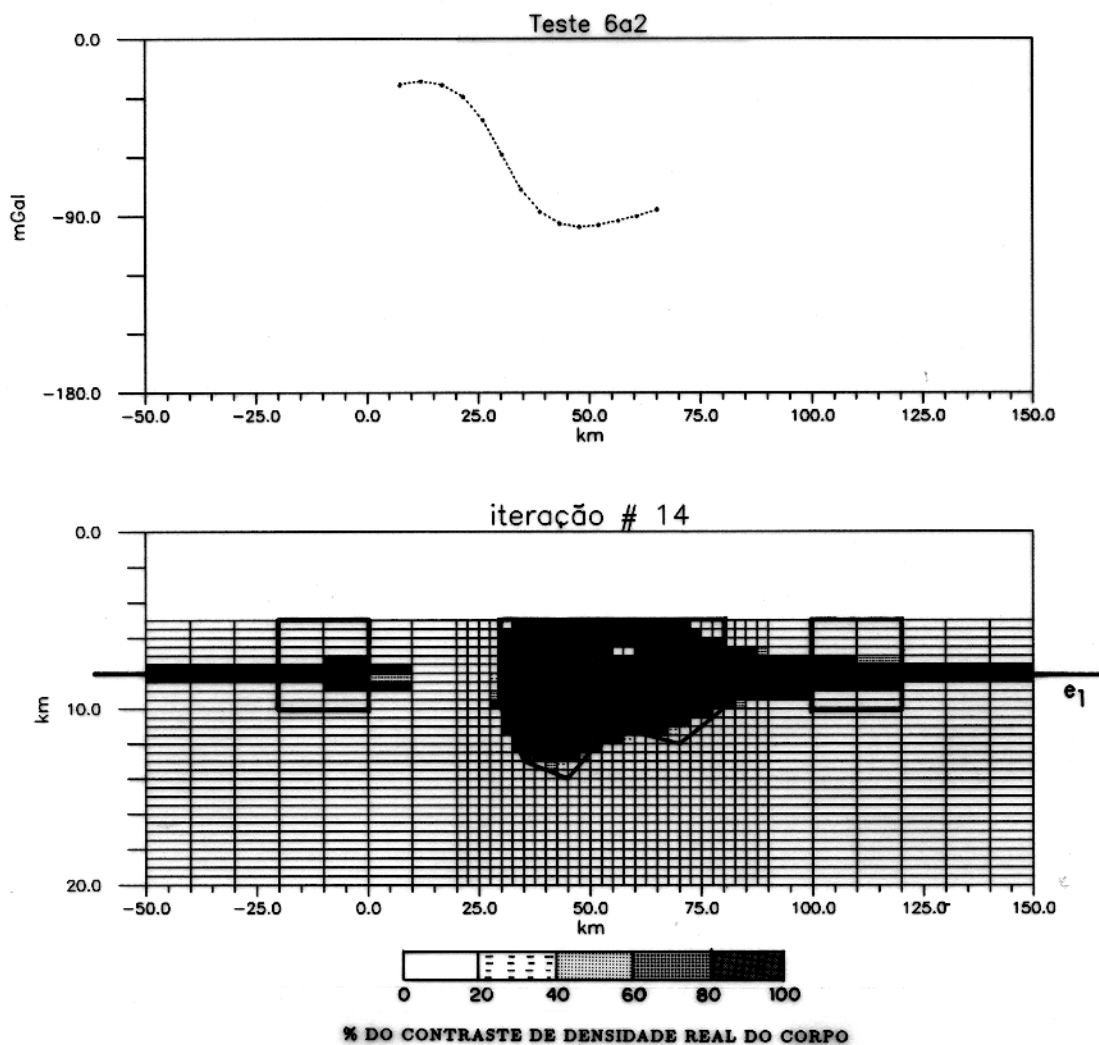 Teste 6a2
0.0
mGal
-90.0
-180.0
-50.0 -25.0 0.0 25.0 50.0 75.0 100.0 125.0 150.0
km
iteração # 14
0.0
km
10.0
e1
20.0
-50.0 -25.0 0.0 25.0 50.0 75.0 100.0 125.0 150.0
km
0 20 40 60 80 100
% DO CONTRASTE DE DENSIDADE REAL DO CORPO